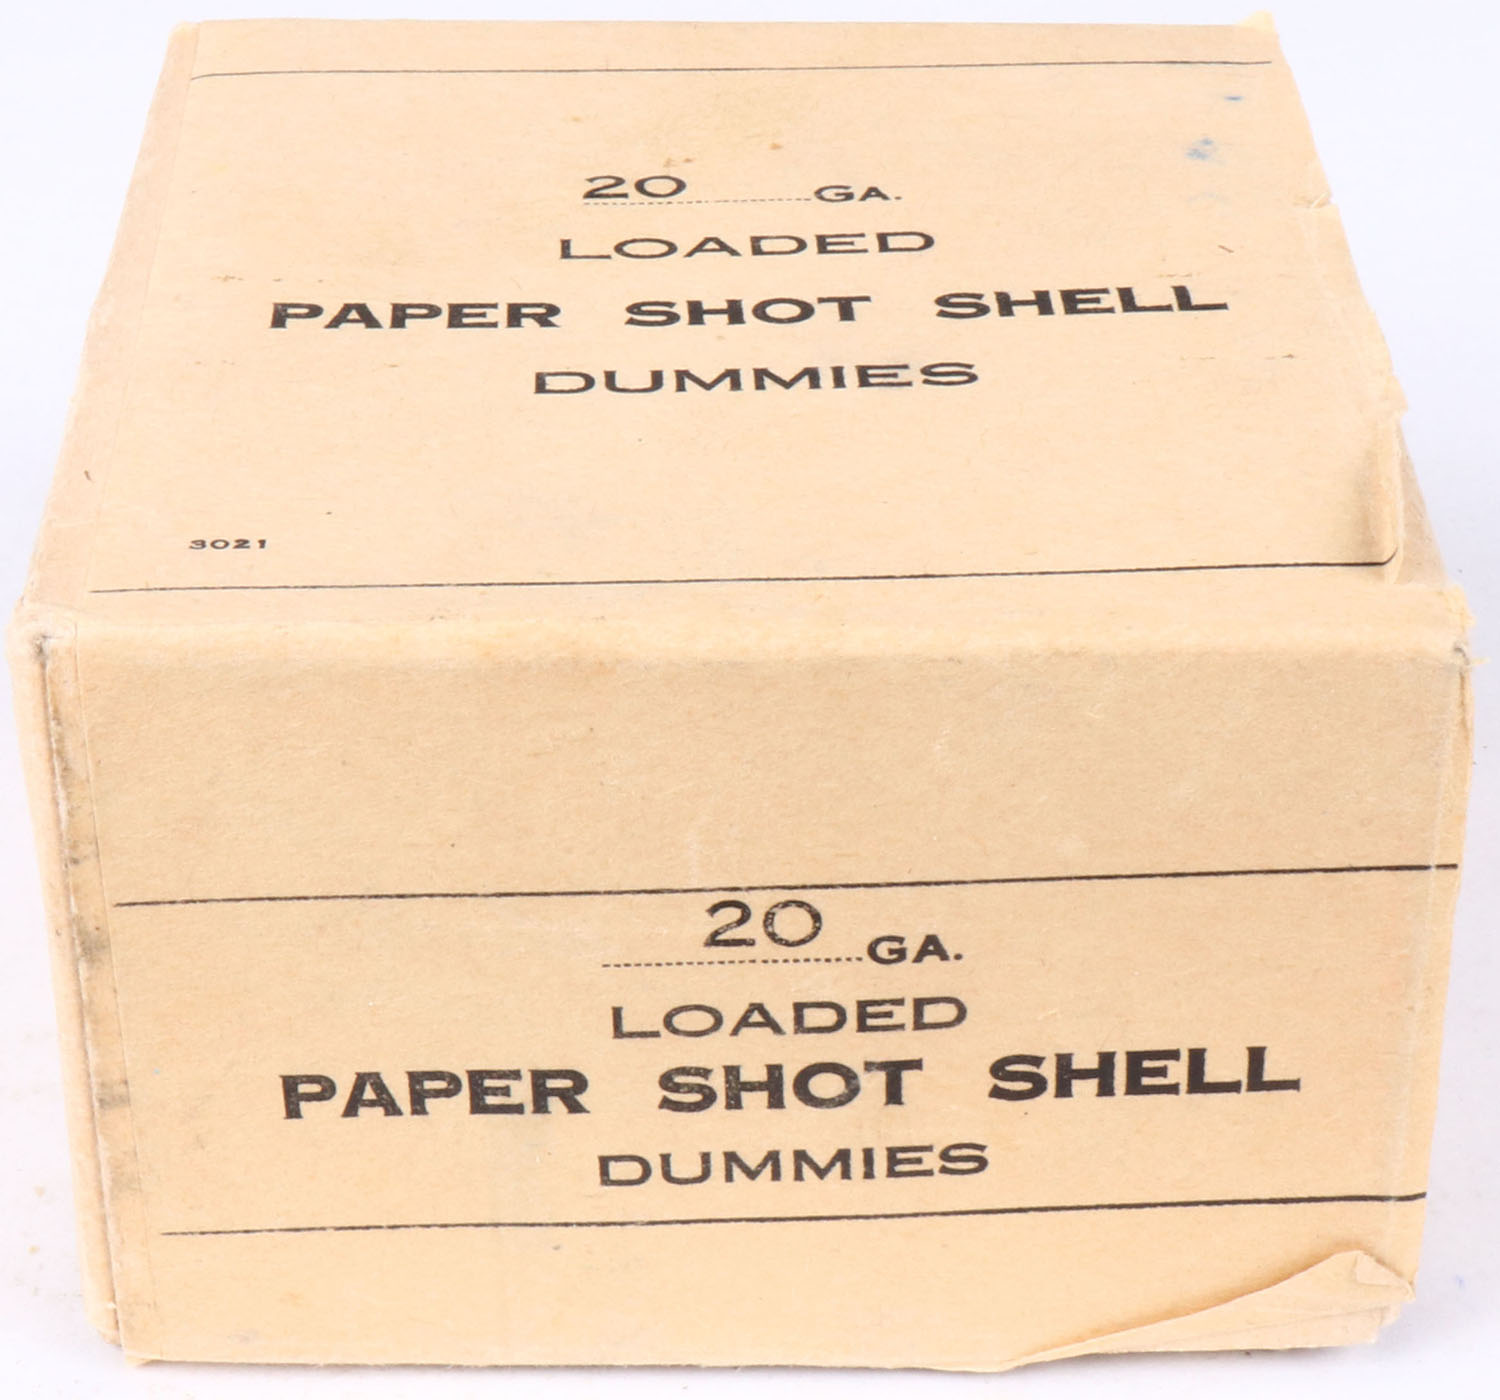 20 GA.
LOADED
PAPER SHOT SHELL
DUMMIES
3021
20 GA.
LOADED
PAPER SHOT SHELL
DUMMIES